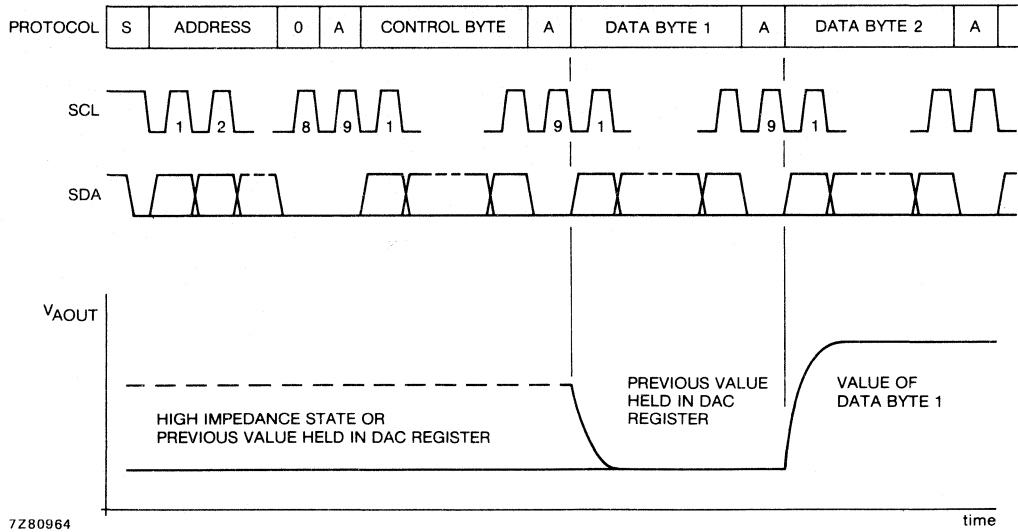 PROTOCOL S ADDRESS 0 A CONTROL BYTE A DATA BYTE 1 A DATA BYTE 2 A
SCL
1 2 8 9 1 9 1 9 1
SDA
VAOUT
PREVIOUS VALUE
HELD IN DAC
REGISTER
VALUE OF
DATA BYTE 1
HIGH IMPEDANCE STATE OR
PREVIOUS VALUE HELD IN DAC REGISTER
7Z80964
time